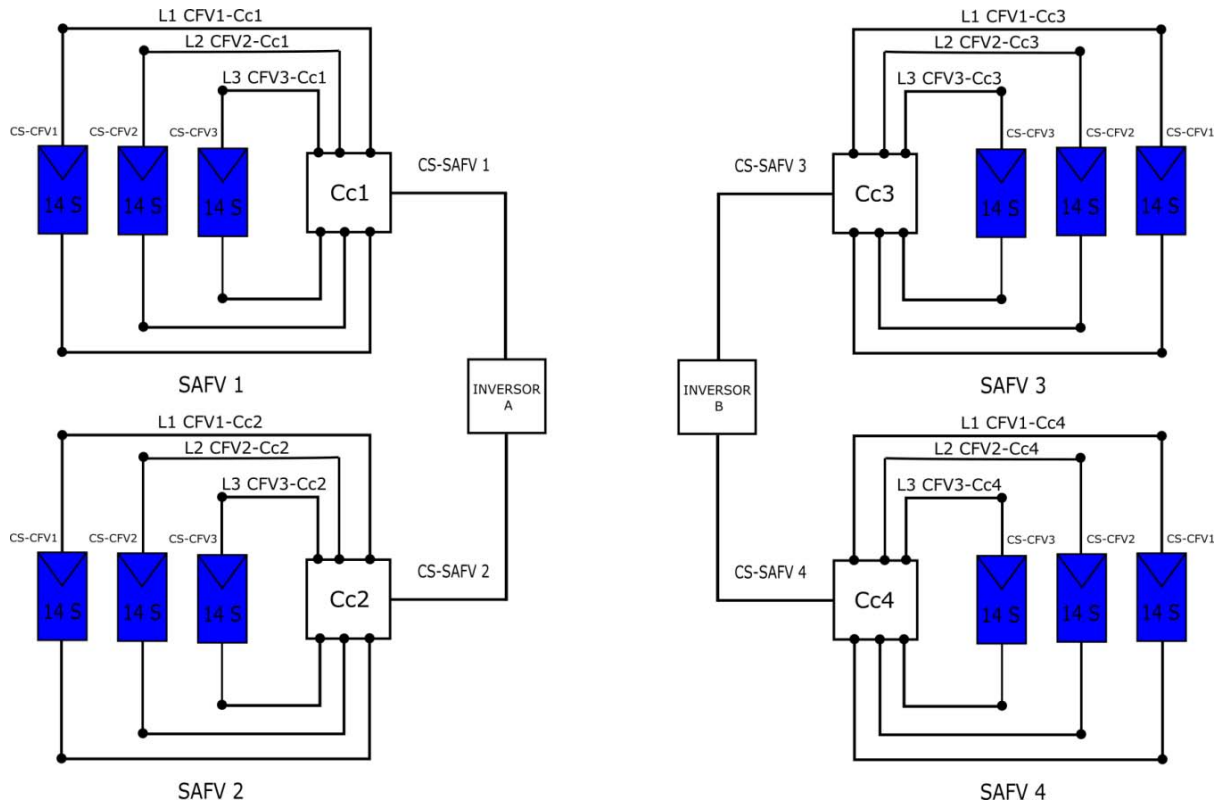 L1 CFV1-Cc1
L2 CFV2-Cc1
L3 CFV3-Cc1
CS-CFV1
CS-CFV2
CS-CFV3
14 S
14 S
14 S
Cc1
CS-SAFV 1
SAFV 1
L1 CFV1-Cc3
L2 CFV2-Cc3
L3 CFV3-Cc3
CS-SAFV 3
Cc3
CS-CFV3
CS-CFV2
CS-CFV1
14 S
14 S
14 S
SAFV 3
INVERSOR
A
INVERSOR
B
L1 CFV1-Cc2
L2 CFV2-Cc2
L3 CFV3-Cc2
CS-CFV1
CS-CFV2
CS-CFV3
14 S
14 S
14 S
Cc2
CS-SAFV 2
SAFV 2
L1 CFV1-Cc4
L2 CFV2-Cc4
L3 CFV3-Cc4
CS-SAFV 4
Cc4
CS-CFV3
CS-CFV2
CS-CFV1
14 S
14 S
14 S
SAFV 4